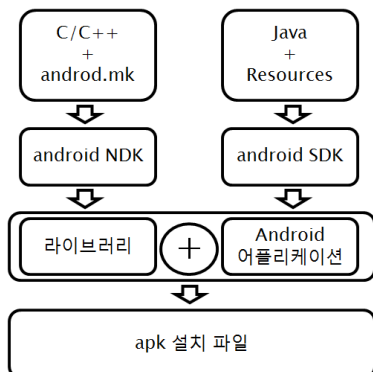 C/C++
+
androd.mk
Java
+
Resources
android NDK
android SDK
라이브러리
+
Android
어플리케이션
apk 설치 파일